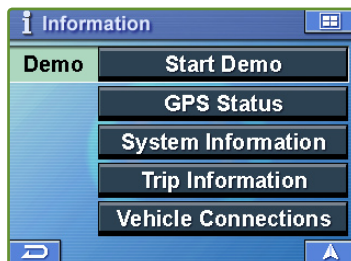 i Information
Demo Start Demo
GPS Status
System Information
Trip Information
Vehicle Connections